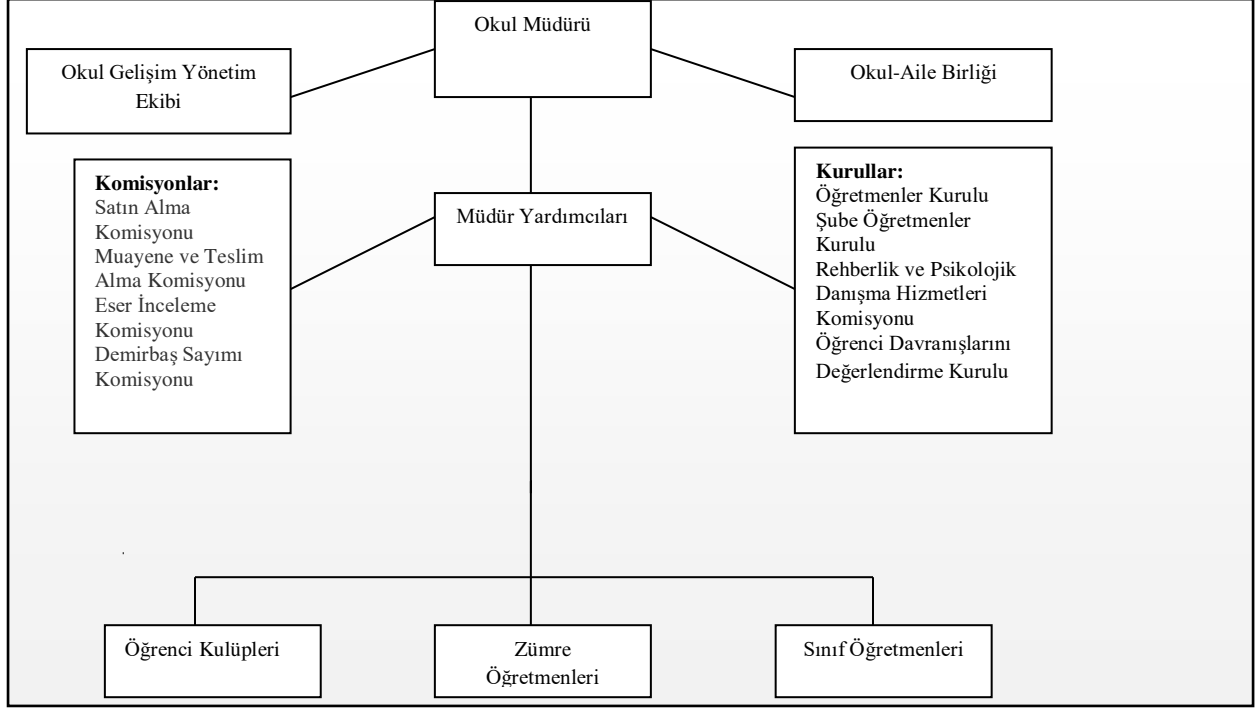 Okul Müdürü
Okul Gelişim Yönetim
Ekibi
Okul-Aile Birliği
Komisyonlar:
Satın Alma
Komisyonu
Muayene ve Teslim
Alma Komisyonu
Eser İnceleme
Komisyonu
Demirbaş Sayımı
Komisyonu
Müdür Yardımcıları
Kurullar:
Öğretmenler Kurulu
Şube Öğretmenler
Kurulu
Rehberlik ve Psikolojik
Danışma Hizmetleri
Komisyonu
Öğrenci Davranışlarını
Değerlendirme Kurulu
Öğrenci Kulüpleri
Zümre
Öğretmenleri
Sınıf Öğretmenleri